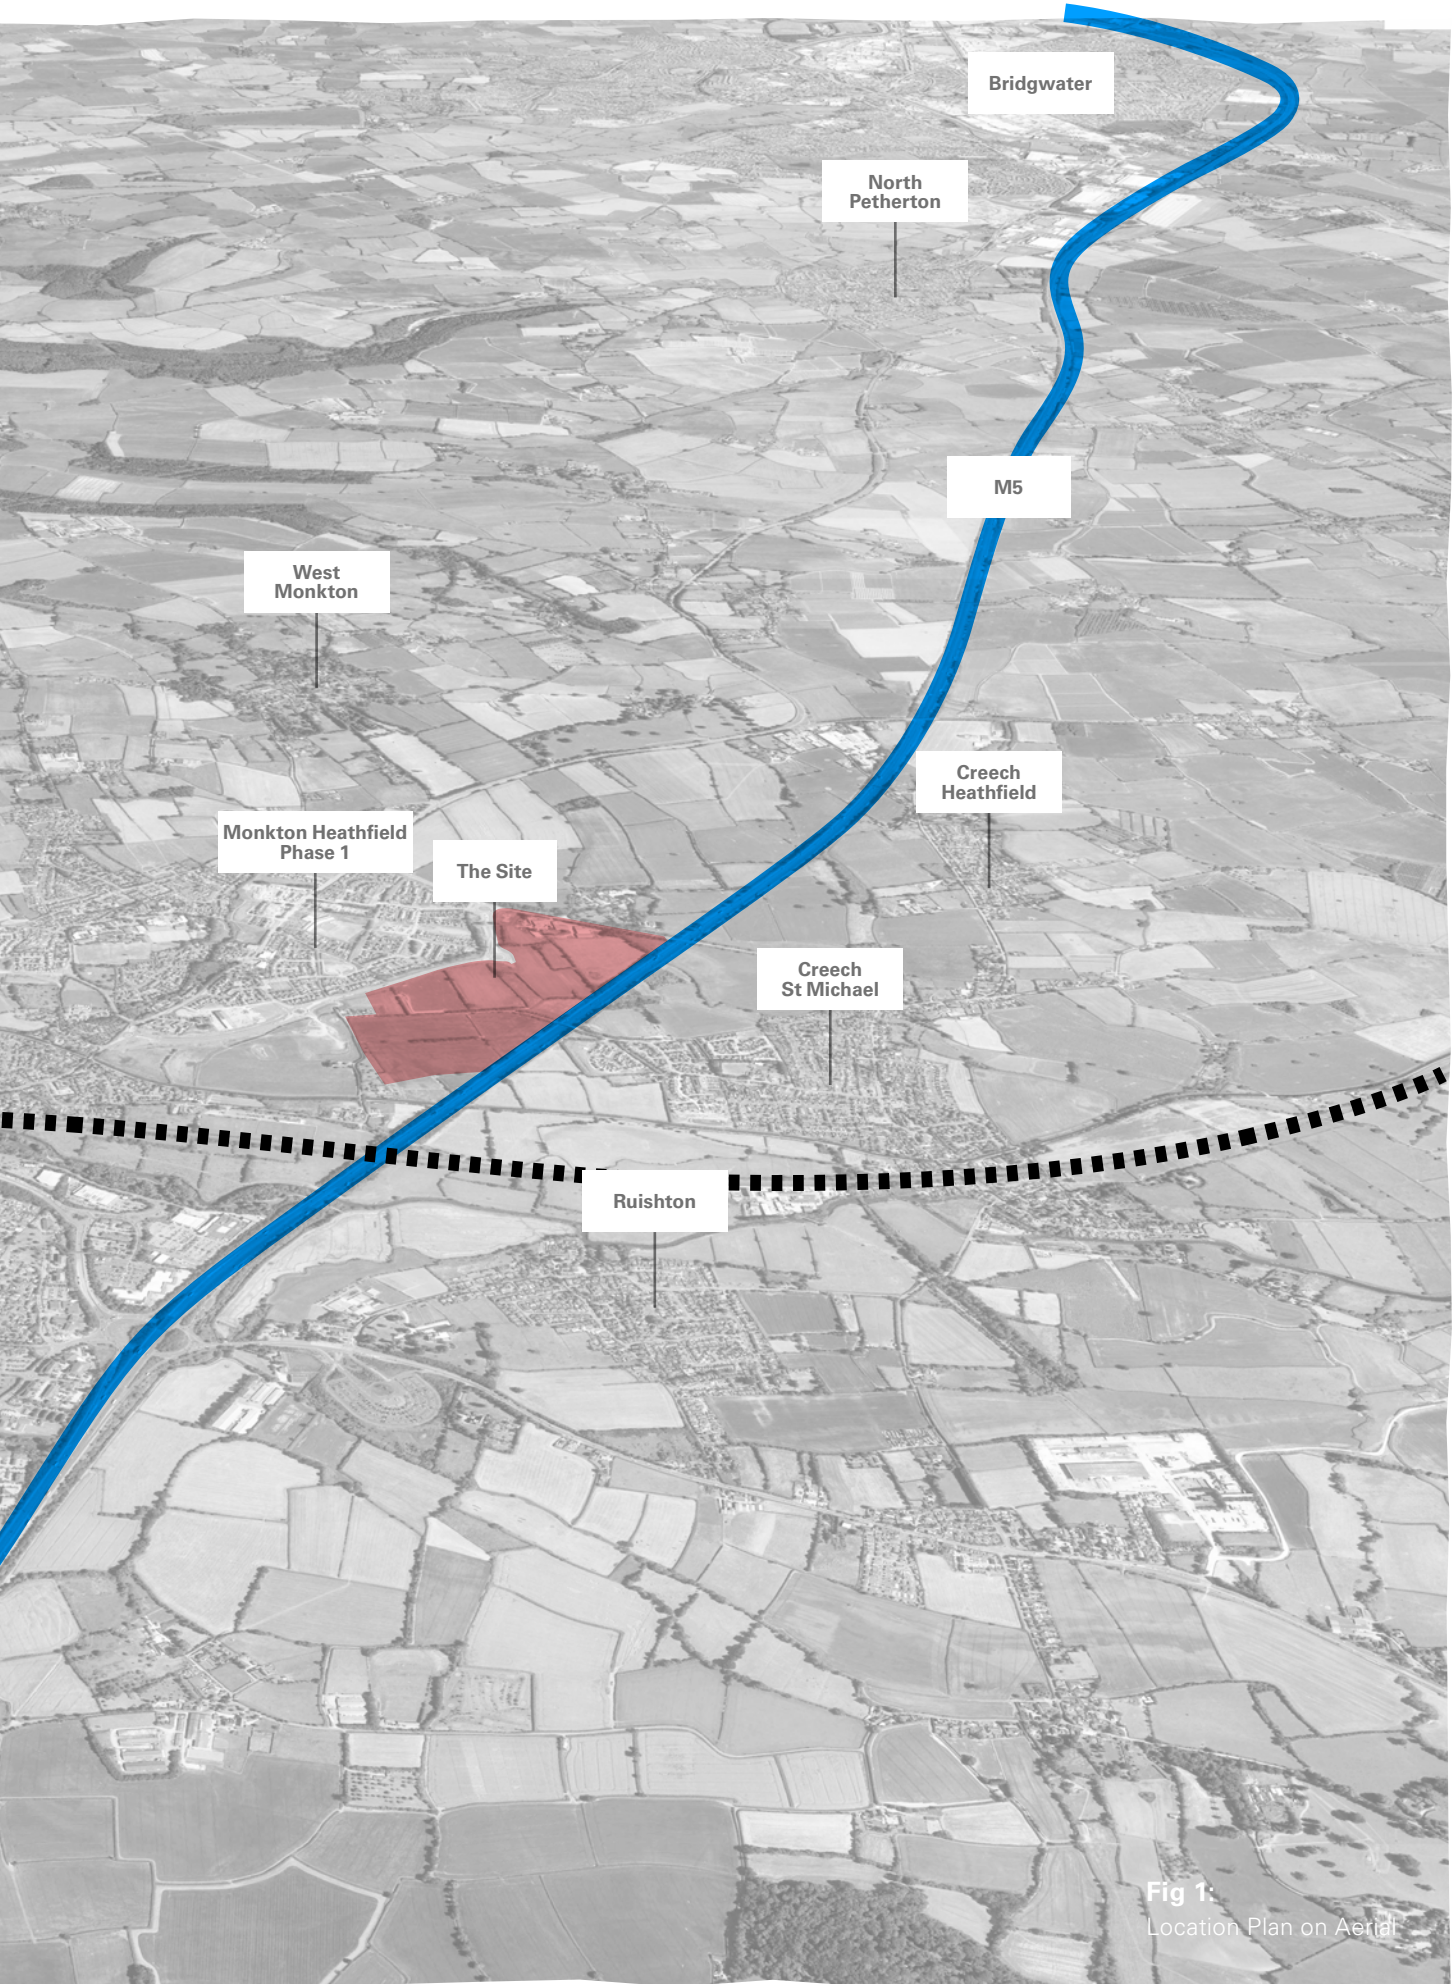 Bridgwater
North
Petherton
M5
West
Monkton
Creech
Heathfield
Monkton Heathfield
Phase 1
The Site
Creech
St Michael
Ruishton
Fig 1:
Location Plan on Aerial